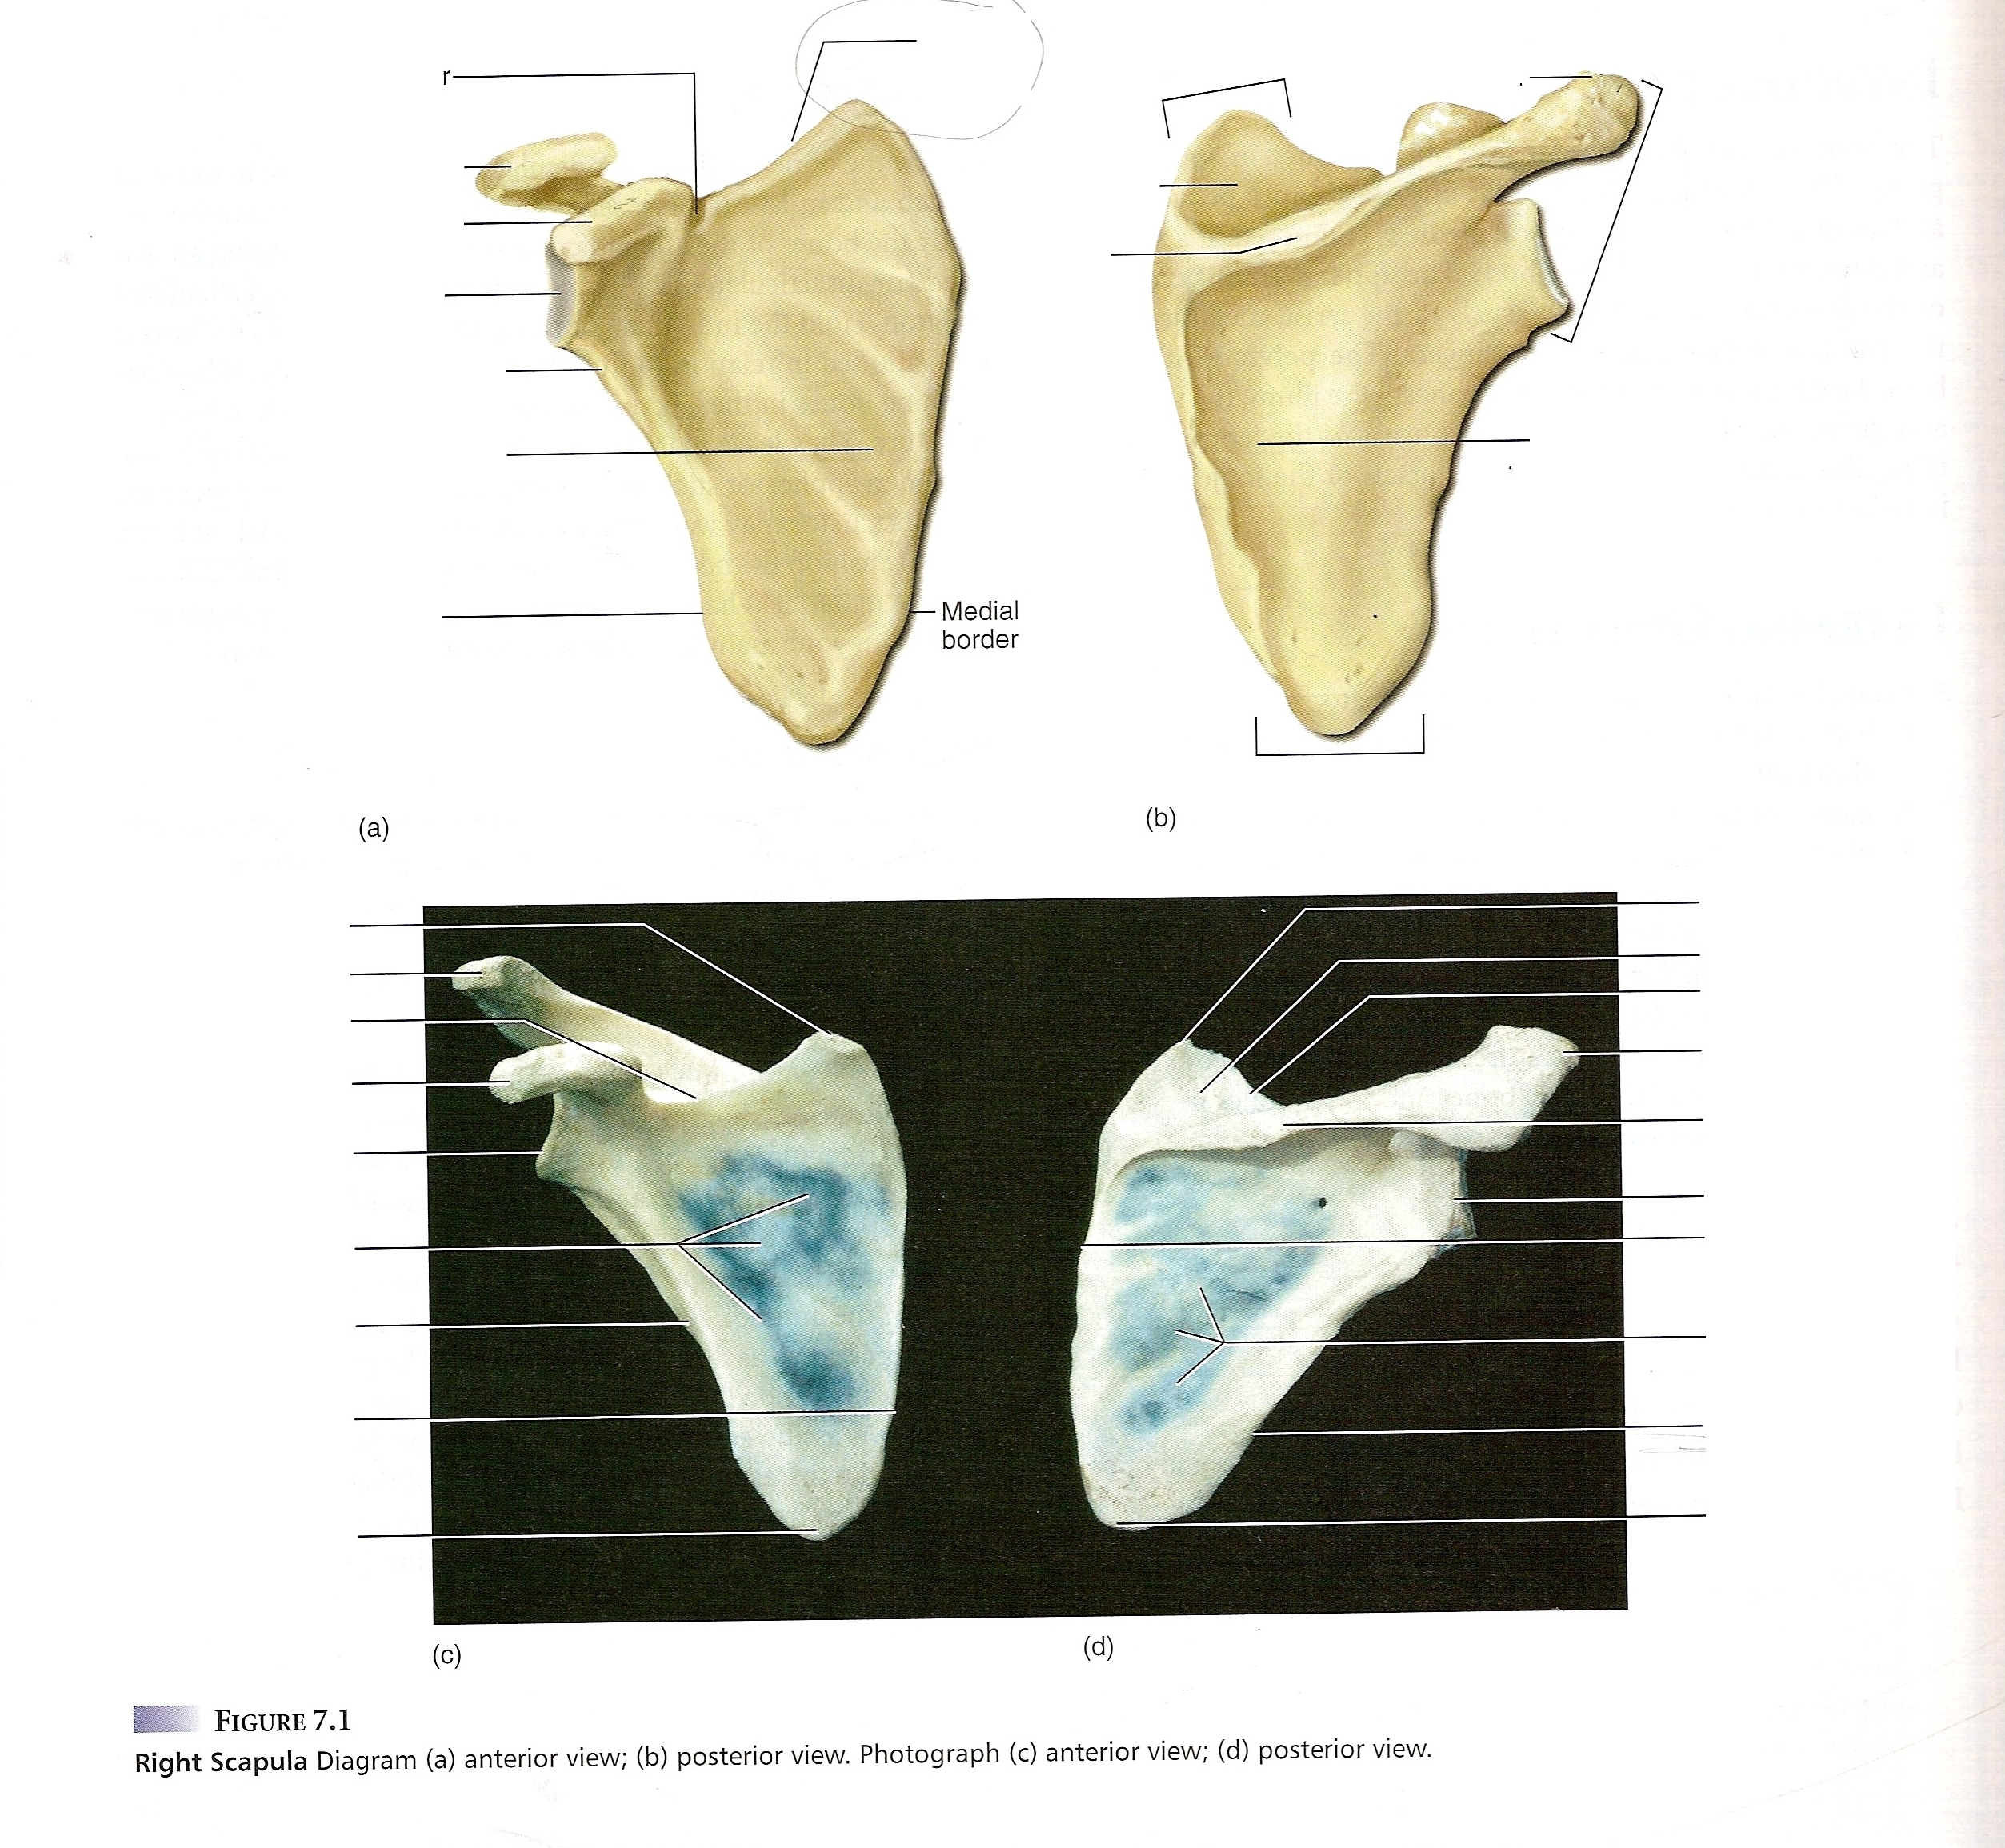 r
Medial
border
(a)
(b)
(c)
(d)
FIGURE 7.1
Right Scapula Diagram (a) anterior view; (b) posterior view. Photograph (c) anterior view; (d) posterior view.